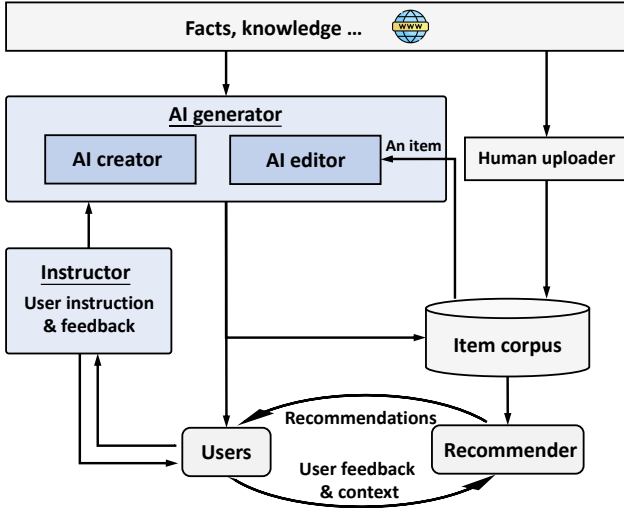 Facts, knowledge ...
WWW
AI generator
AI creator
AI editor
An item
Human uploader
Instructor
User instruction
& feedback
Item corpus
Recommendations
Users
Recommender
User feedback
& context